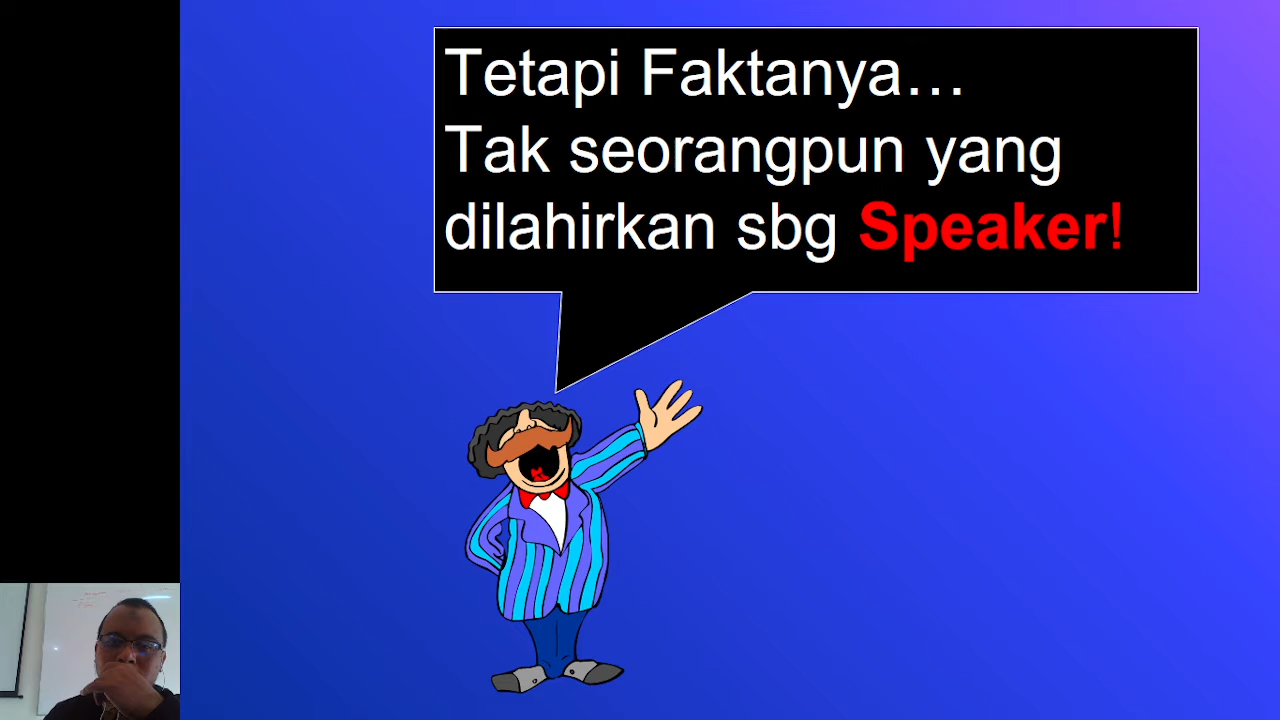 Tetapi Faktanya…
Tak seorangpun yang
dilahirkan sbg Speaker!